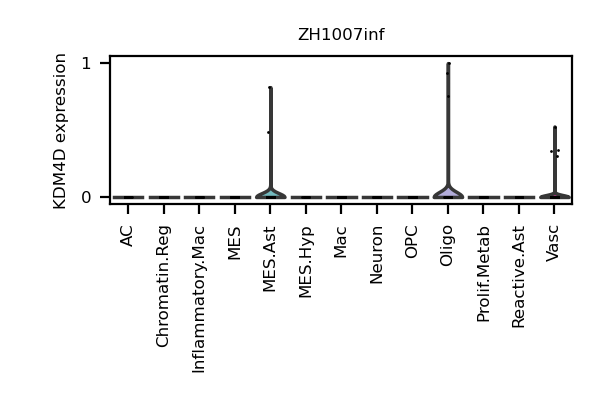 ZH1007inf
KDM4D expression
1
0
AC
Chromatin.Reg
Inflammatory.Mac
MES
MES.Ast
MES.Hyp
Mac
Neuron
OPC
Oligo
Prolif.Metab
Reactive.Ast
Vasc